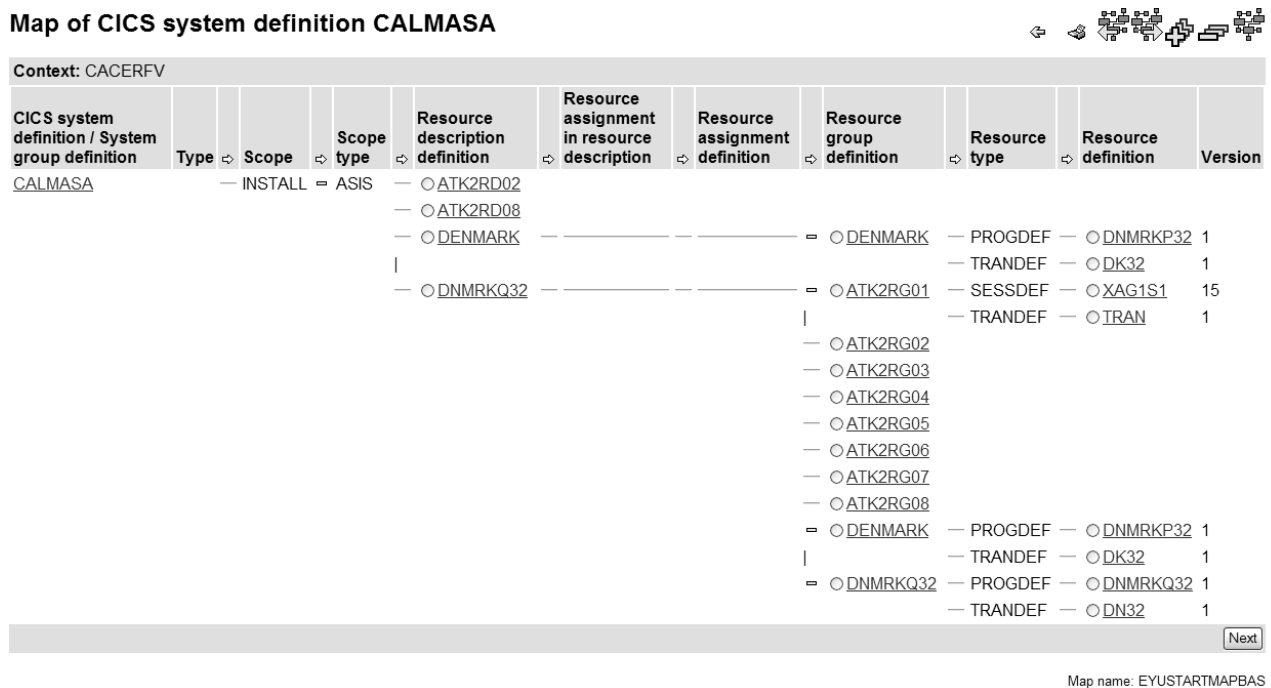 Map of CICS system definition CALMASA
Context: CACERFV
CICS system definition / System group definition Type Scope Scope type Resource description definition Resource assignment in resource description Resource assignment definition Resource group definition Resource type Resource definition Version
CALMASA INSTALL ASIS ATK2RD02
ATK2RD08
DENMARK DENMARK PROGDEF DNMRKP32 1
TRANDEF DK32 1
DNMRKQ32 ATK2RG01 SESSDEF XAG1S1 15
TRANDEF TRAN 1
ATK2RG02
ATK2RG03
ATK2RG04
ATK2RG05
ATK2RG06
ATK2RG07
ATK2RG08
DENMARK PROGDEF DNMRKP32 1
TRANDEF DK32 1
DNMRKQ32 PROGDEF DNMRKQ32 1
TRANDEF DN32 1
Next
Map name: EYUSTARTMAPBAS